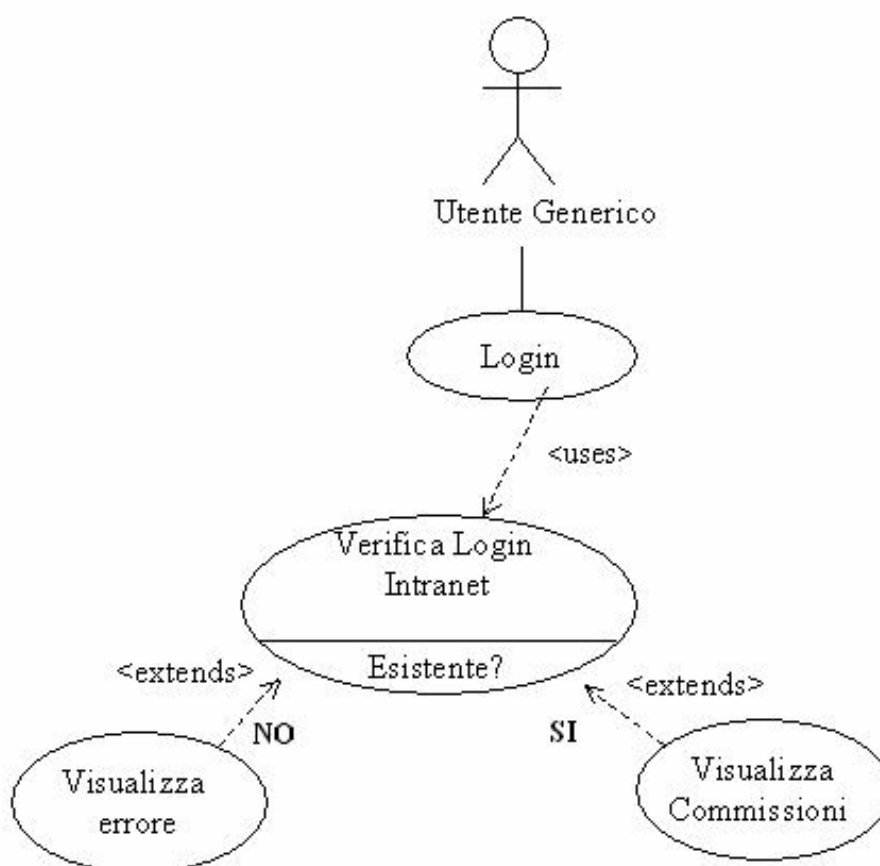 Utente Generico
Login
<uses>
Verifica Login
Intranet
Esistente?
<extends>
<extends>
NO
SI
Visualizza
errore
Visualizza
Commissioni